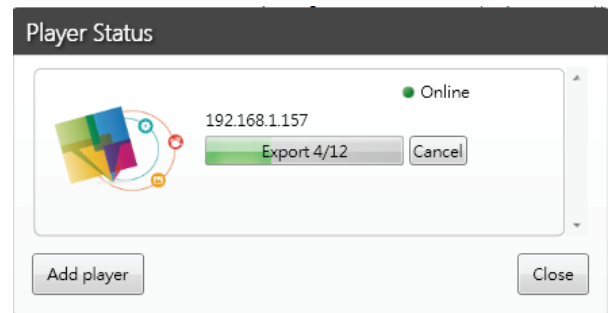 Player Status
Online
192.168.1.157
Export 4/12 Cancel
Add player Close